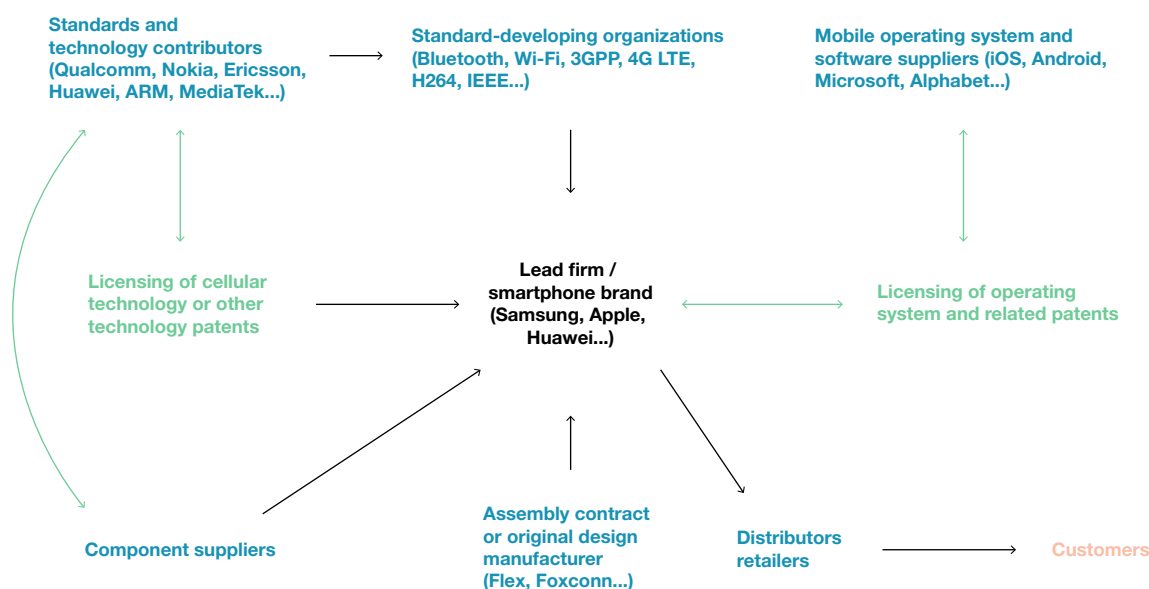 Standards and
technology contributors
(Qualcomm, Nokia, Ericsson,
Huawei, ARM, MediaTek...)
Standard-developing organizations
(Bluetooth, Wi-Fi, 3GPP, 4G LTE,
H264, IEEE...)
Mobile operating system and
software suppliers (iOS, Android,
Microsoft, Alphabet...)
Licensing of cellular
technology or other
technology patents
Lead firm /
smartphone brand
(Samsung, Apple,
Huawei...)
Licensing of operating
system and related patents
Component suppliers
Assembly contract
or original design
manufacturer
(Flex, Foxconn...)
Distributors
retailers
Customers